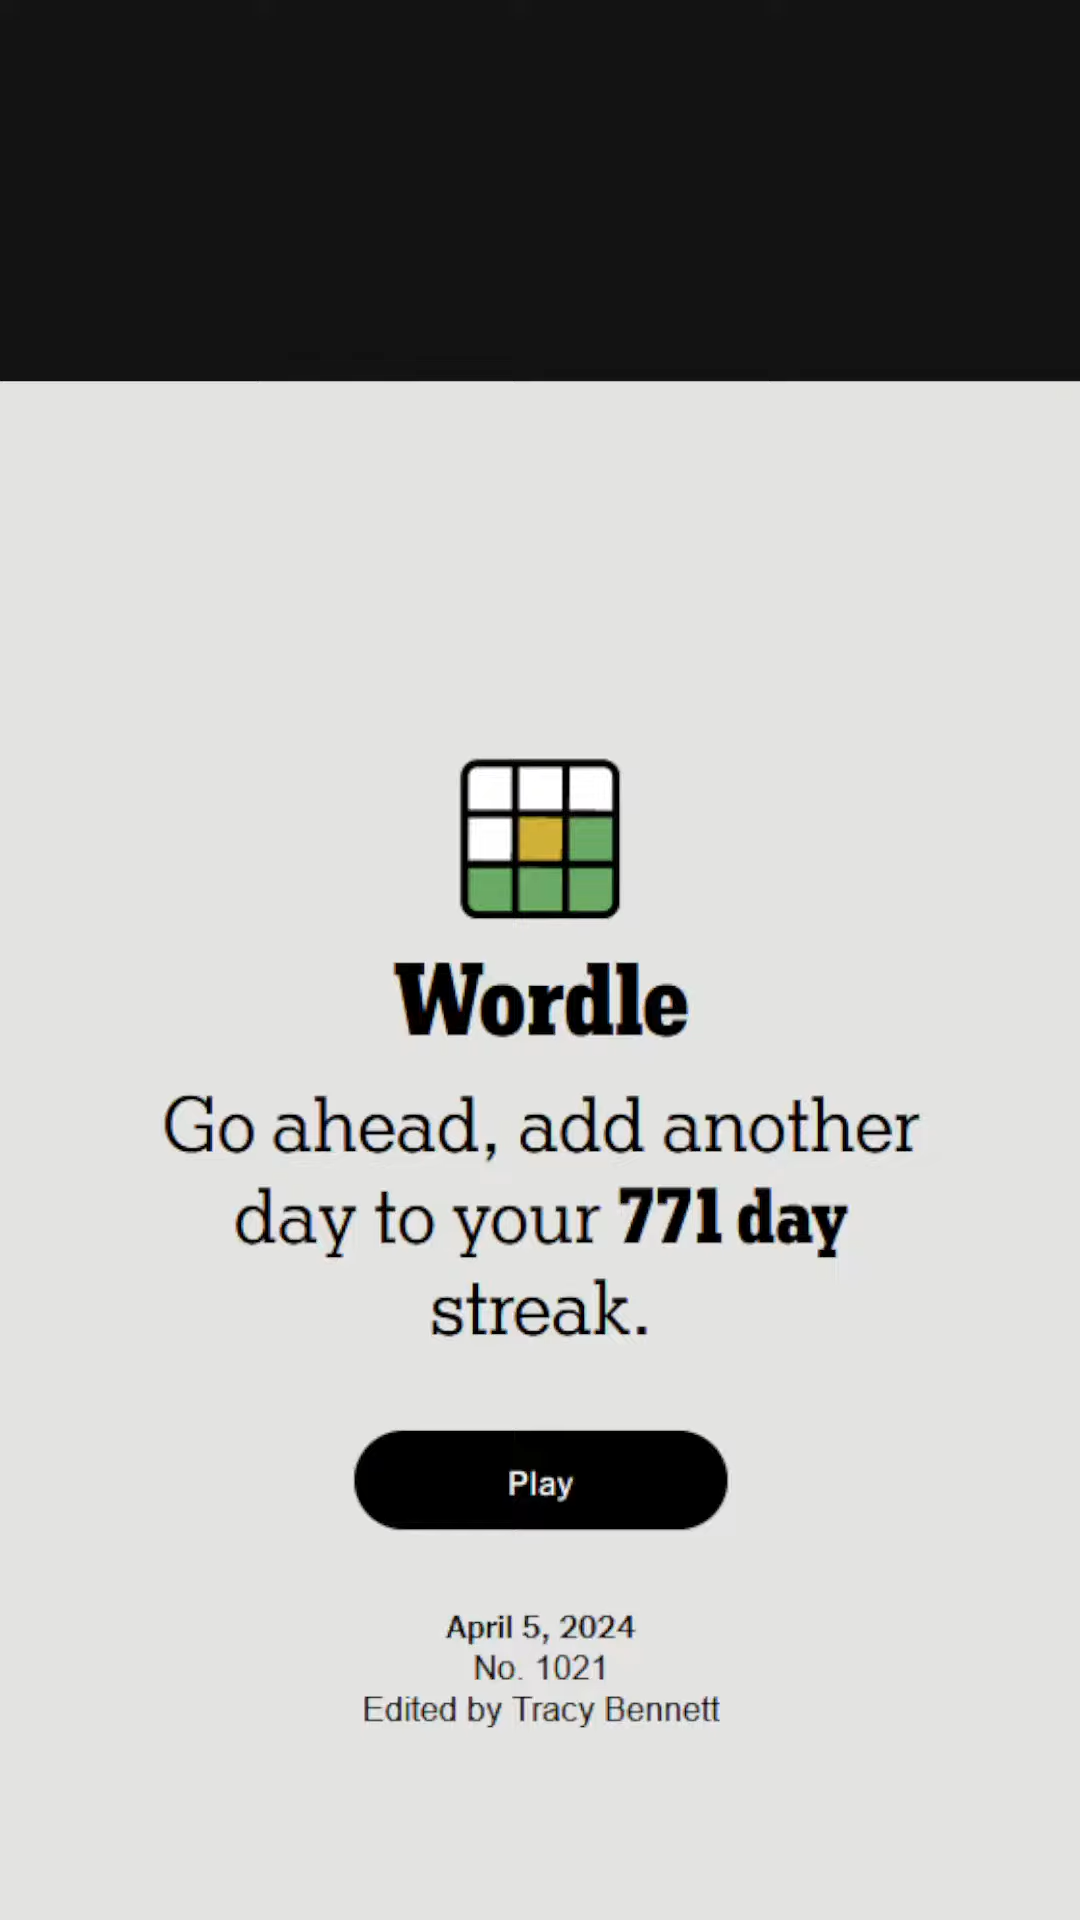 Wordle
Go ahead, add another
day to your 771 day
streak.
Play
April 5, 2024
No. 1021
Edited by Tracy Bennett